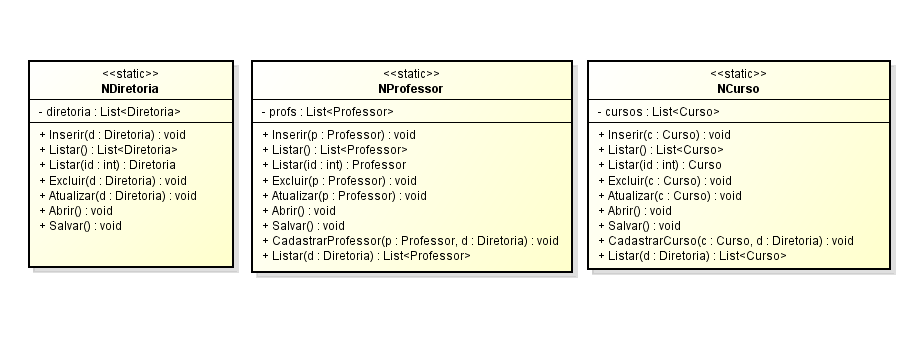 <<static>>
NDiretoria
- diretoria : List<Diretoria>
+ Inserir(d : Diretoria) : void
+ Listar() : List<Diretoria>
+ Listar(id : int) : Diretoria
+ Excluir(d : Diretoria) : void
+ Atualizar(d : Diretoria) : void
+ Abrir() : void
+ Salvar() : void
<<static>>
NProfessor
- profs : List<Professor>
+ Inserir(p : Professor) : void
+ Listar() : List<Professor>
+ Listar(id : int) : Professor
+ Excluir(p : Professor) : void
+ Atualizar(p : Professor) : void
+ Abrir() : void
+ Salvar() : void
+ CadastrarProfessor(p : Professor, d : Diretoria) : void
+ Listar(d : Diretoria) : List<Professor>
<<static>>
NCurso
- cursos : List<Curso>
+ Inserir(c : Curso) : void
+ Listar() : List<Curso>
+ Listar(id : int) : Curso
+ Excluir(c : Curso) : void
+ Atualizar(c : Curso) : void
+ Abrir() : void
+ Salvar() : void
+ CadastrarCurso(c : Curso, d : Diretoria) : void
+ Listar(d : Diretoria) : List<Curso>